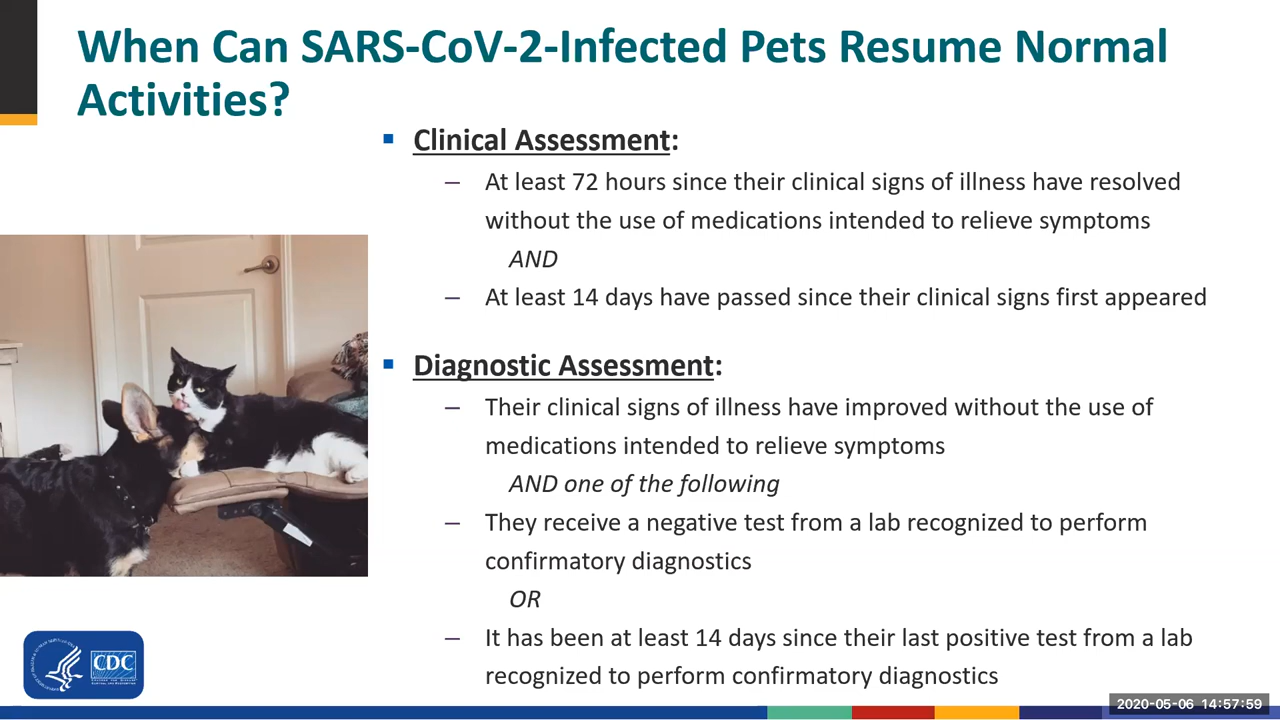 When Can SARS-CoV-2-Infected Pets Resume Normal
Activities?
▪ Clinical Assessment:
– At least 72 hours since their clinical signs of illness have resolved
without the use of medications intended to relieve symptoms
AND
– At least 14 days have passed since their clinical signs first appeared
▪ Diagnostic Assessment:
– Their clinical signs of illness have improved without the use of
medications intended to relieve symptoms
AND one of the following
– They receive a negative test from a lab recognized to perform
confirmatory diagnostics
OR
– It has been at least 14 days since their last positive test from a lab
recognized to perform confirmatory diagnostics
CDC
2020-05-06 14:57:59